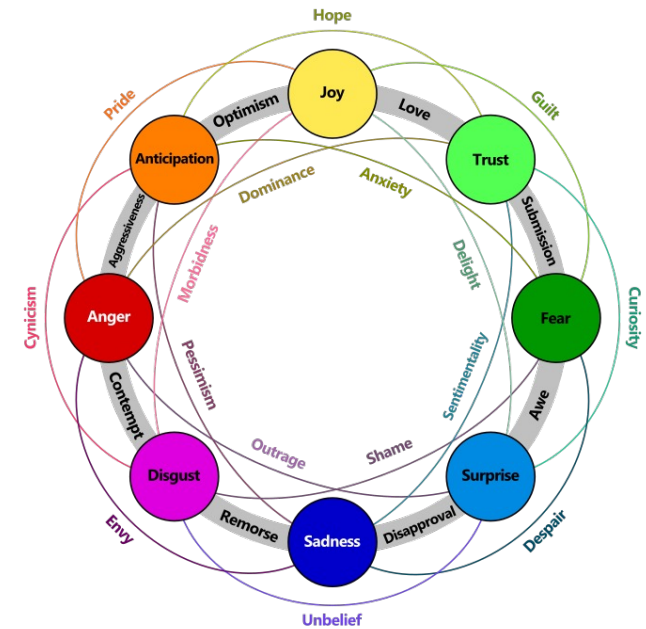 Hope
Pride
Guilt
Joy
Optimism
Love
Anticipation
Trust
Dominance
Anxiety
Aggressiveness
Submission
Morbidness
Delight
Cynicism
Anger
Fear
Curiosity
Pessimism
Sentimentality
Contempt
Awe
Outrage
Shame
Disgust
Surprise
Remorse
Disapproval
Envy
Sadness
Despair
Unbelief